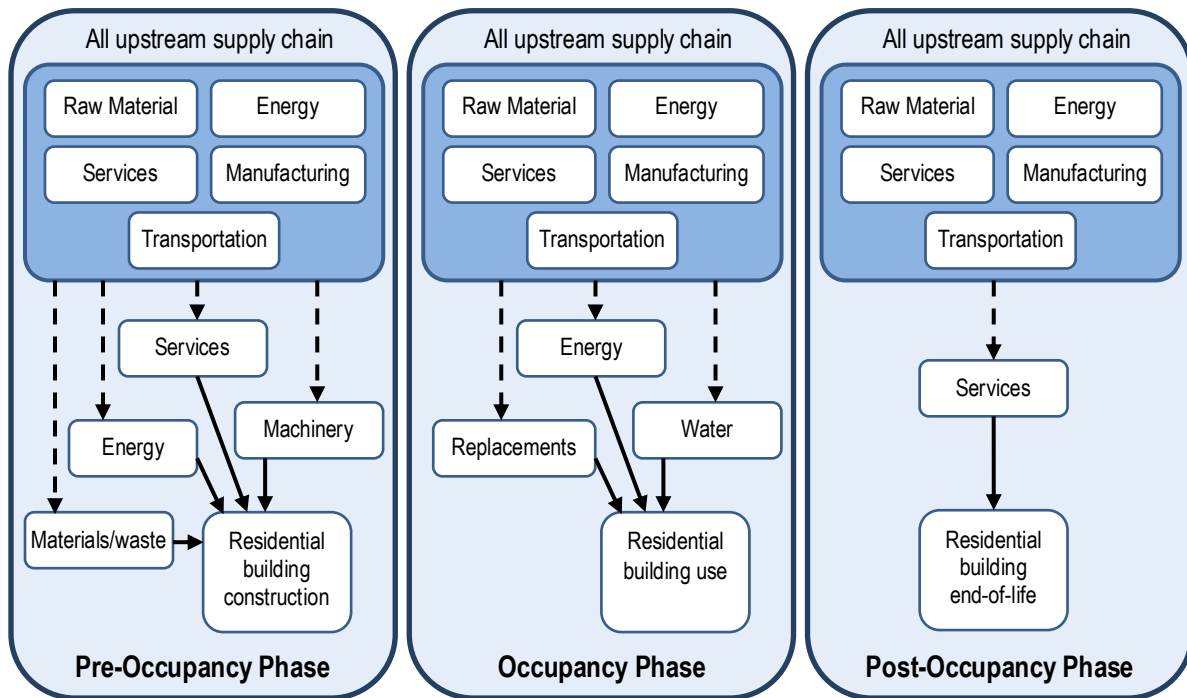 All upstream supply chain
Raw Material
Energy
Services
Manufacturing
Transportation
Services
Machinery
Energy
Materials/waste
Residential
building
construction
Pre-Occupancy Phase
All upstream supply chain
Raw Material
Energy
Services
Manufacturing
Transportation
Energy
Replacements
Water
Residential
building use
Occupancy Phase
All upstream supply chain
Raw Material
Energy
Services
Manufacturing
Transportation
Services
Residential
building
end-of-life
Post-Occupancy Phase